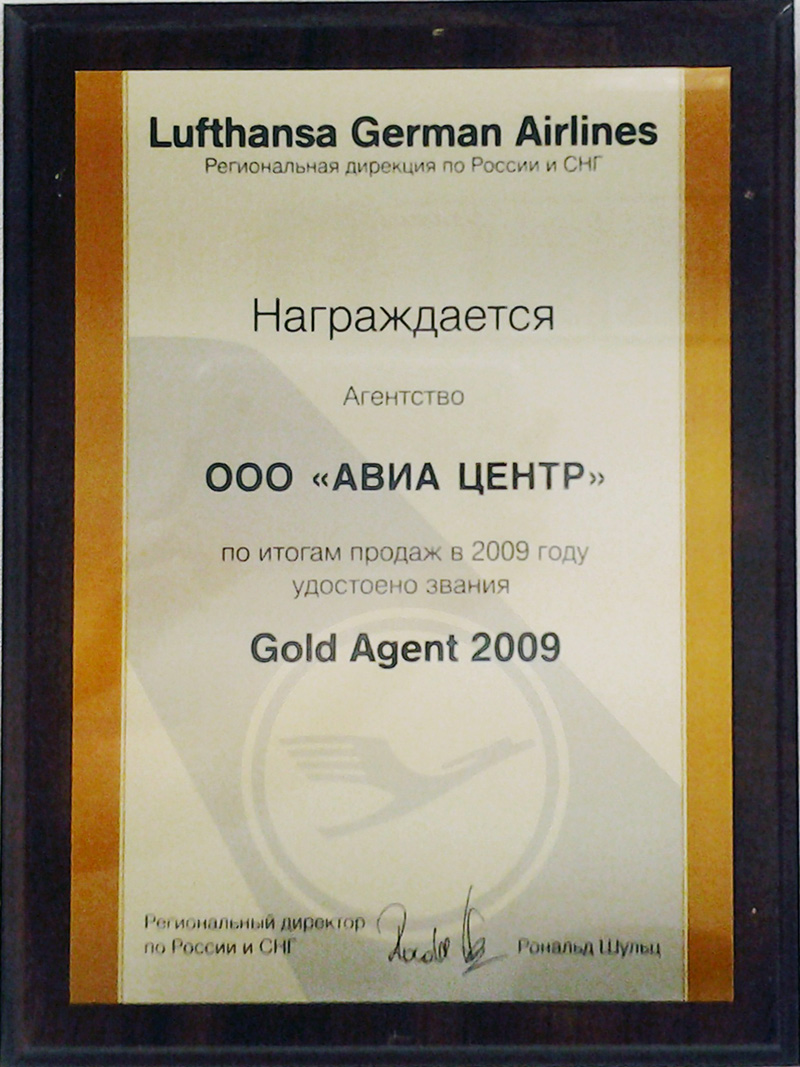 Lufthansa German Airlines
Региональная дирекция по России и СНГ
Награждается
Агентство
ООО «АВИА ЦЕНТР»
по итогам продаж в 2009 году
удостоено звания
Gold Agent 2009
Региональный директор
по России и СНГ
Рональд Шульц